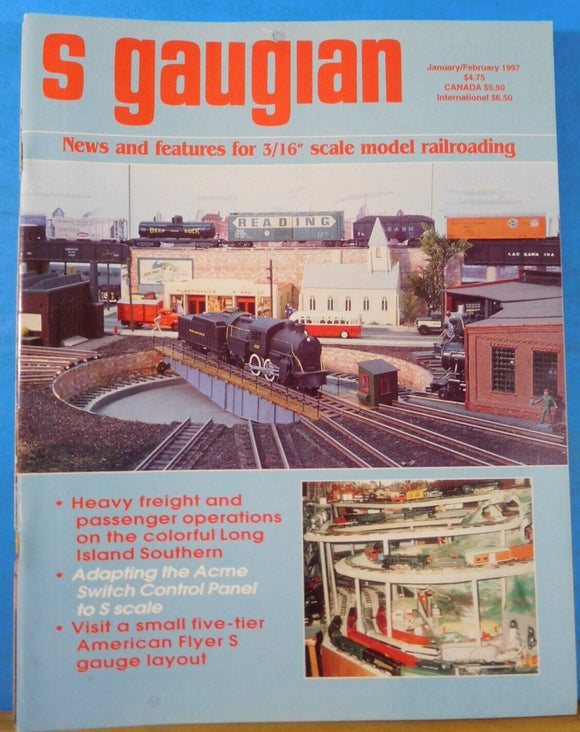 S gaugian
January/February 1997
$4.75
CANADA $5.50
International $6.50
News and features for 3/16" scale model railroading
READING
DEEP ROCK
• Heavy freight and
passenger operations
on the colorful Long
Island Southern
• Adapting the Acme
Switch Control Panel
to S scale
• Visit a small five-tier
American Flyer S
gauge layout